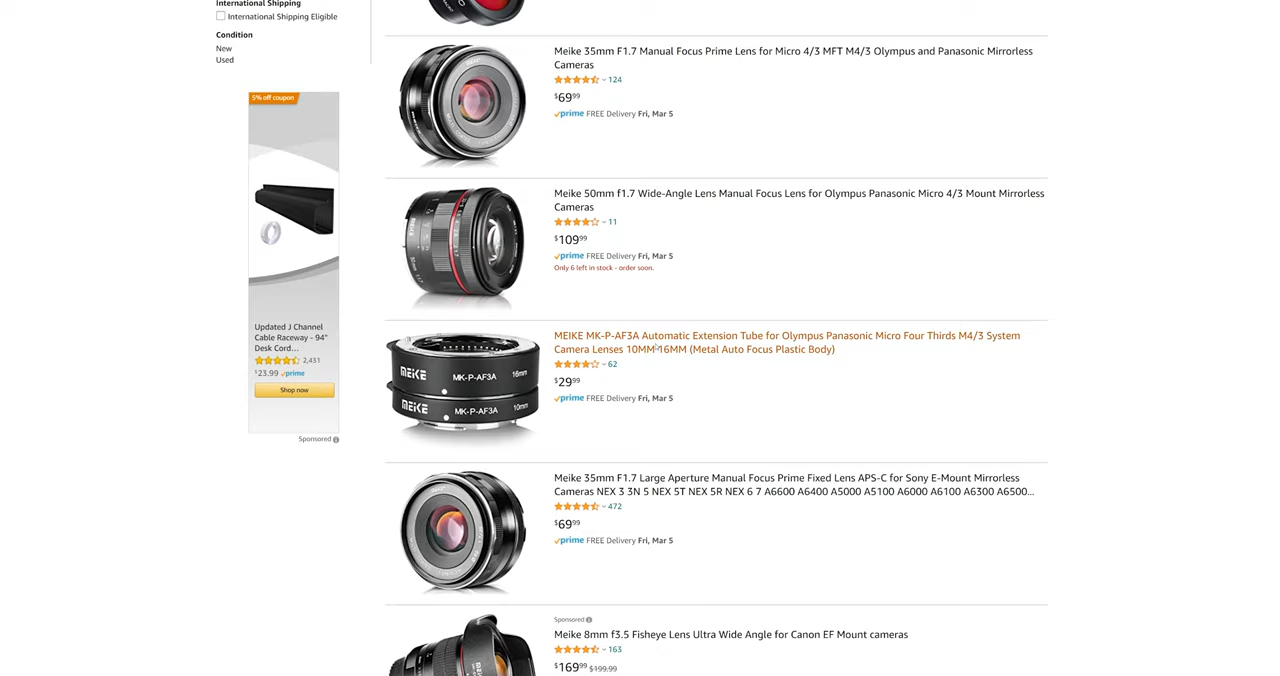 International Shipping
International Shipping Eligible
Condition
New
Used
5% off coupon
Updated J Channel
Cable Raceway - 94"
Desk Cord...
2,431
$23.99 prime
Shop now
Sponsored
Meike 35mm F1.7 Manual Focus Prime Lens for Micro 4/3 MFT M4/3 Olympus and Panasonic Mirrorless
Cameras
124
$69.99
prime FREE Delivery Fri, Mar 5
Meike 50mm f1.7 Wide-Angle Lens Manual Focus Lens for Olympus Panasonic Micro 4/3 Mount Mirrorless
Cameras
11
$109.99
prime FREE Delivery Fri, Mar 5
Only 6 left in stock - order soon.
MEIKE MK-P-AF3A 16mm
MEIKE MK-P-AF3A 10mm
MEIKE MK-P-AF3A Automatic Extension Tube for Olympus Panasonic Micro Four Thirds M4/3 System
Camera Lenses 10MM 16MM (Metal Auto Focus Plastic Body)
62
$29.99
prime FREE Delivery Fri, Mar 5
Meike 35mm F1.7 Large Aperture Manual Focus Prime Fixed Lens APS-C for Sony E-Mount Mirrorless
Cameras NEX 3 3N 5 NEX 5T NEX 5R NEX 6 7 A6600 A6400 A5000 A5100 A6000 A6100 A6300 A6500...
472
$69.99
prime FREE Delivery Fri, Mar 5
Sponsored
Meike 8mm f3.5 Fisheye Lens Ultra Wide Angle for Canon EF Mount cameras
163
$169.99 $199.99